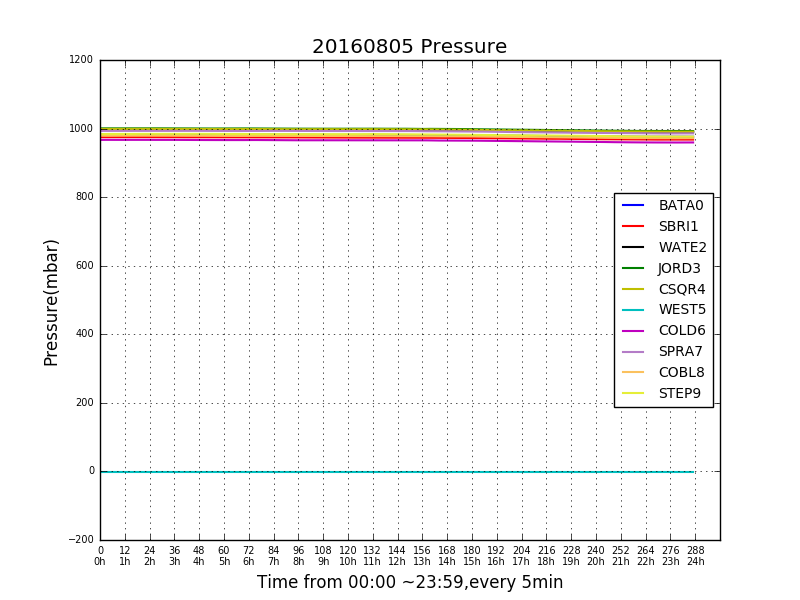 20160805 Pressure
1200
1000
800
600
400
200
0
−200
Pressure(mbar)
BATA0
SBRI1
WATE2
JORD3
CSQR4
WEST5
COLD6
SPRA7
COBL8
STEP9
0 12 24 36 48 60 72 84 96 108 120 132 144 156 168 180 192 204 216 228 240 252 264 276 288
0h 1h 2h 3h 4h 5h 6h 7h 8h 9h 10h 11h 12h 13h 14h 15h 16h 17h 18h 19h 20h 21h 22h 23h 24h
Time from 00:00 ~23:59,every 5min